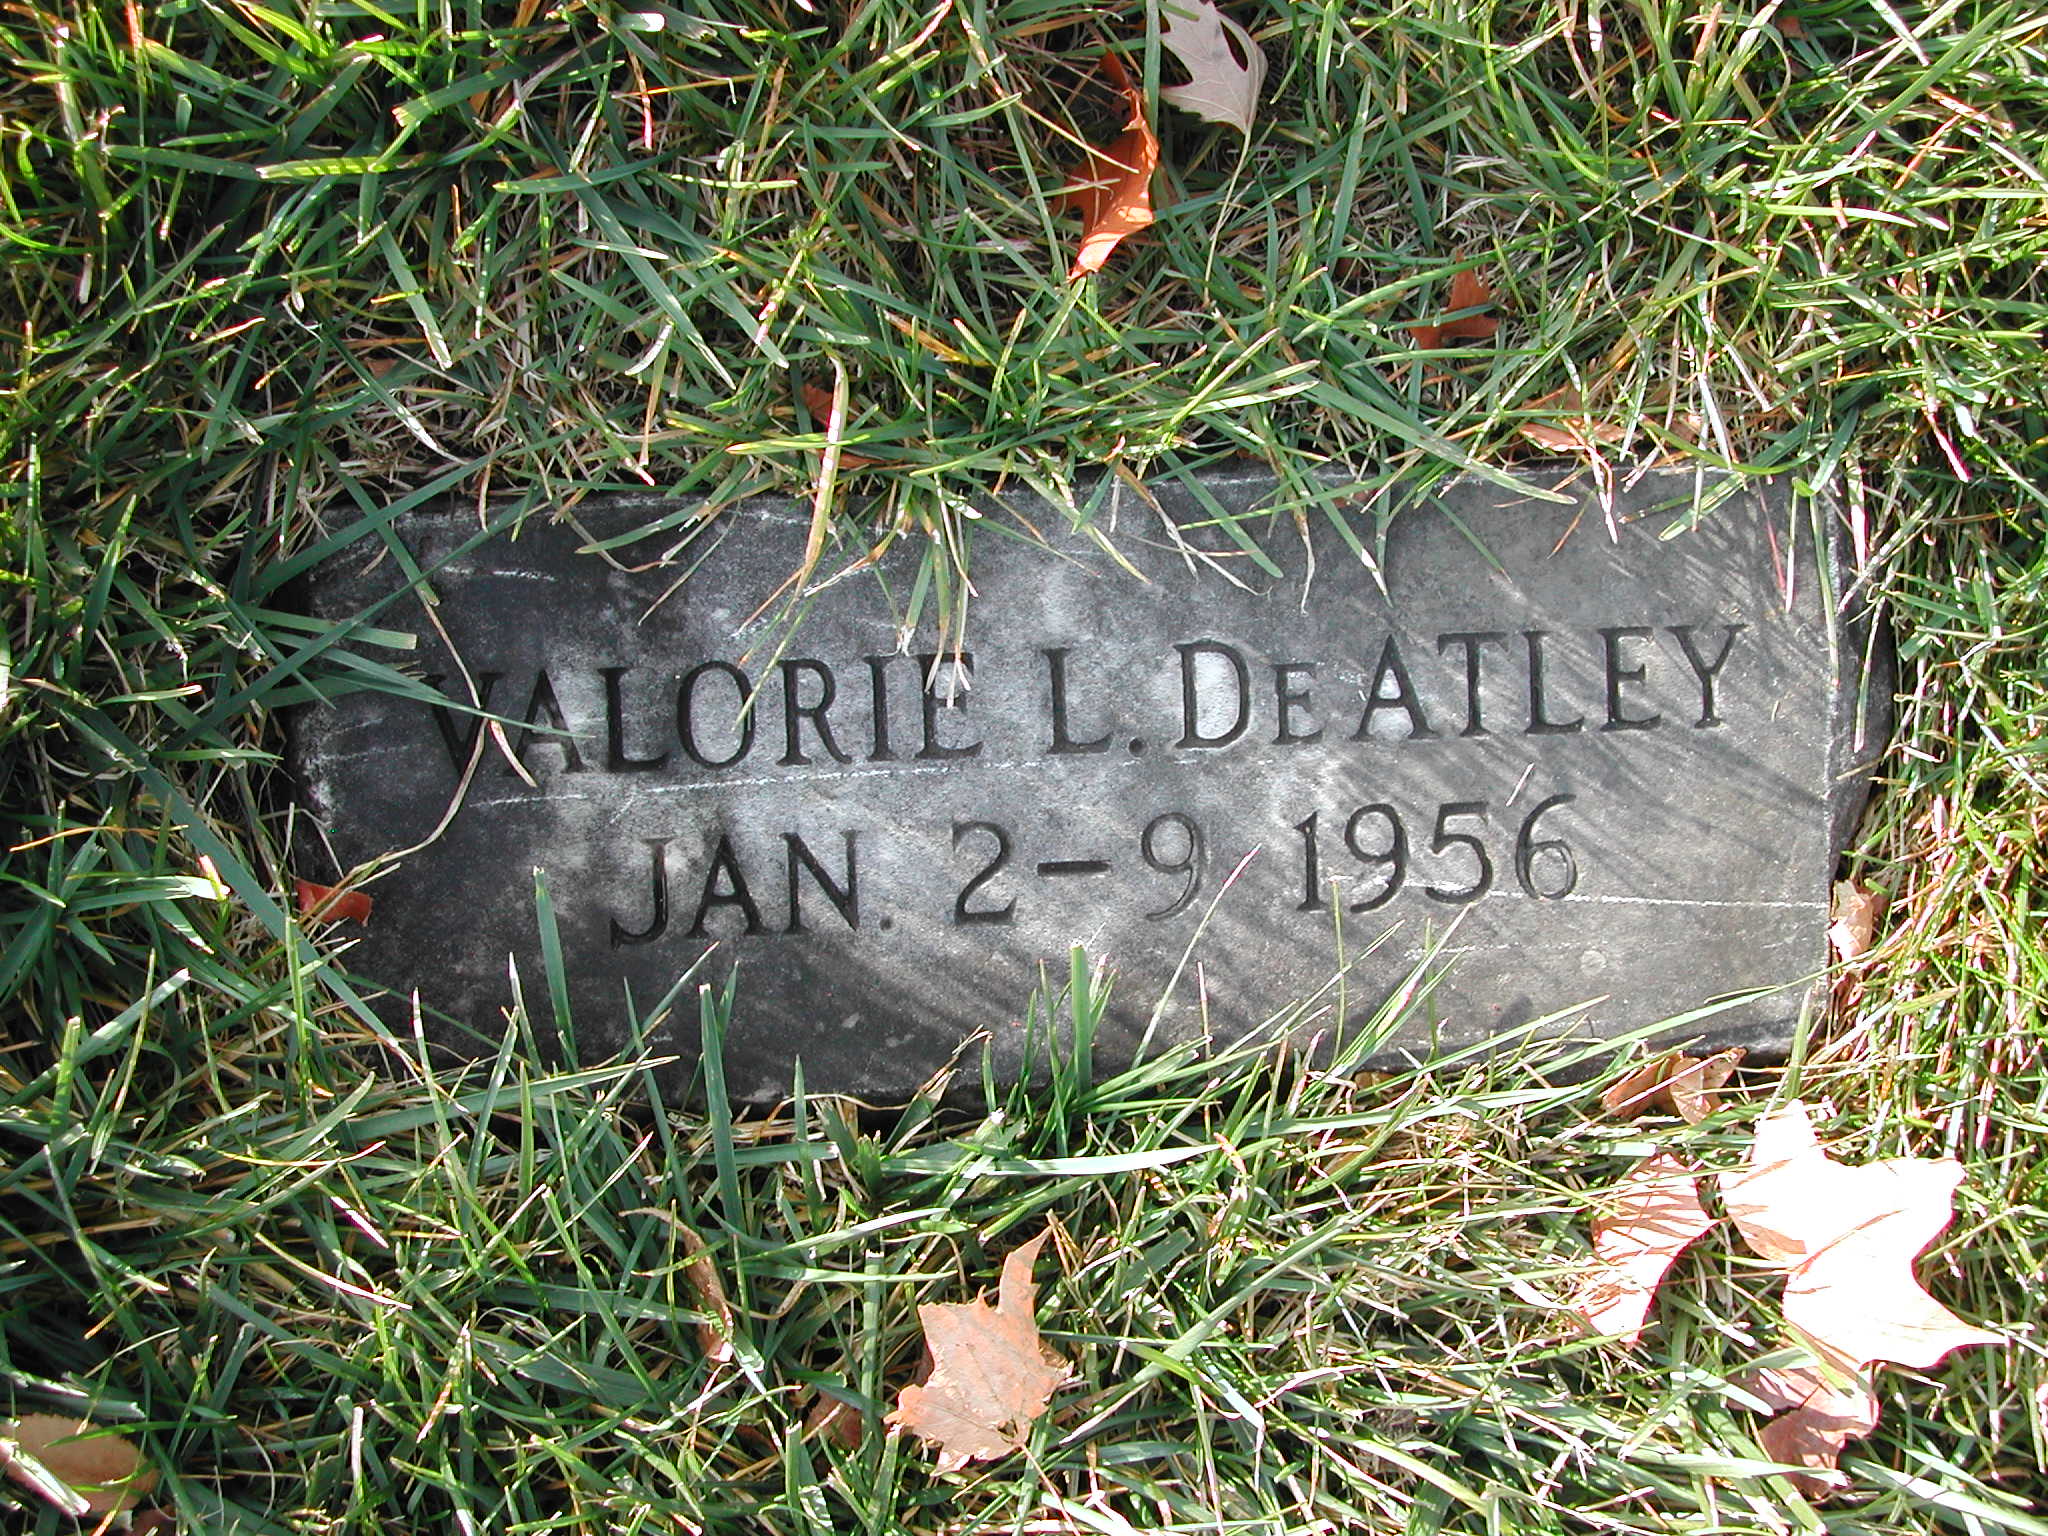 VALORIE L. DEATLEY
JAN. 2-9 1956